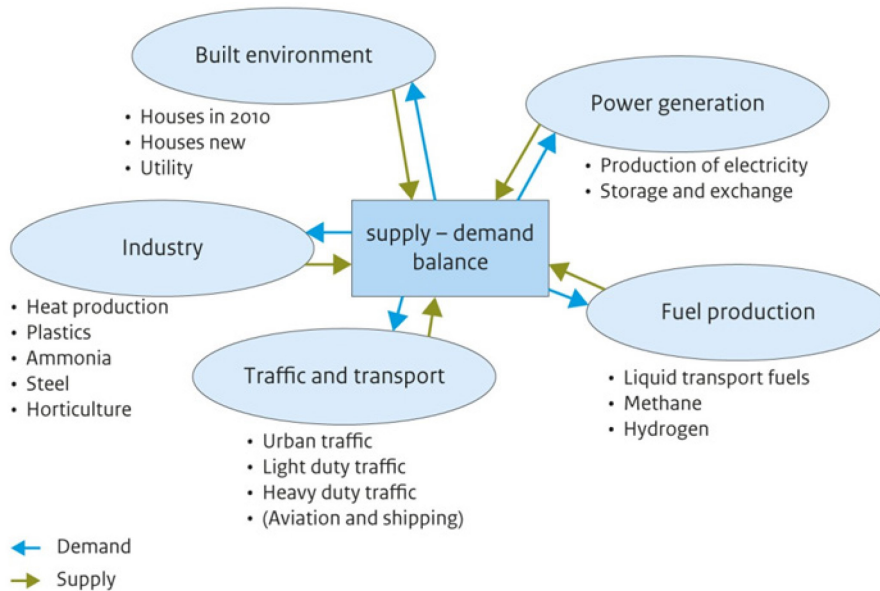 Built environment
• Houses in 2010
• Houses new
• Utility
Power generation
• Production of electricity
• Storage and exchange
supply – demand
balance
Industry
• Heat production
• Plastics
• Ammonia
• Steel
• Horticulture
Traffic and transport
• Urban traffic
• Light duty traffic
• Heavy duty traffic
• (Aviation and shipping)
Fuel production
• Liquid transport fuels
• Methane
• Hydrogen
Demand
Supply